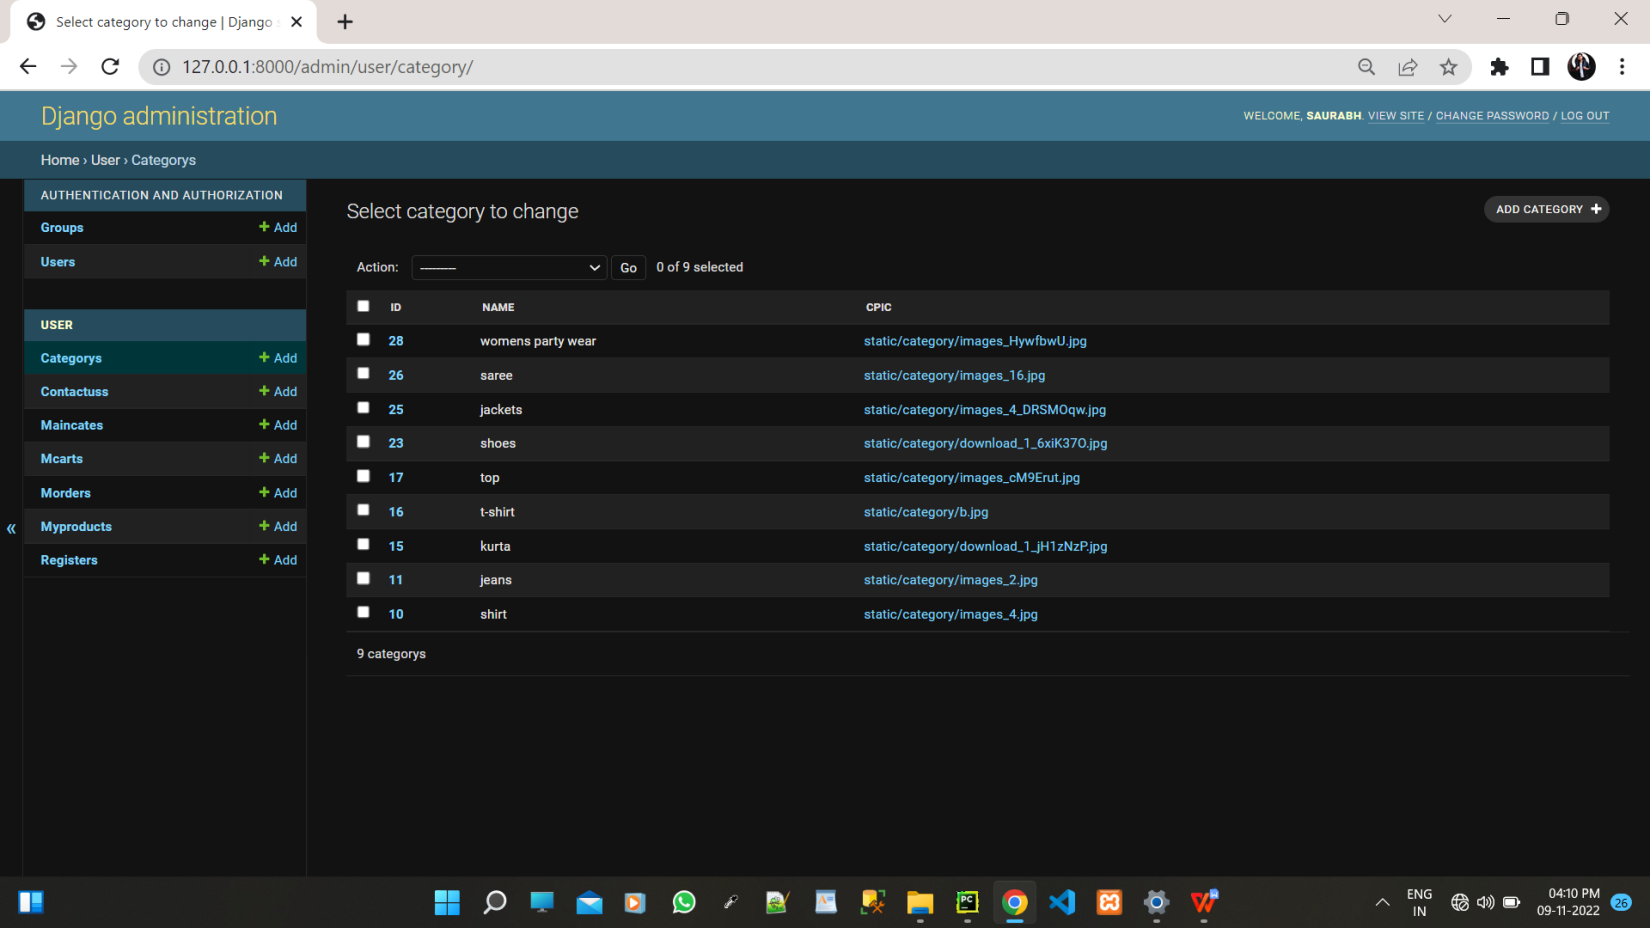 Select category to change | Django s
127.0.0.1:8000/admin/user/category/
Django administration
WELCOME, SAURABH. VIEW SITE / CHANGE PASSWORD / LOG OUT
Home › User › Categorys
AUTHENTICATION AND AUTHORIZATION
Groups + Add
Users + Add
USER
Categorys + Add
Contactuss + Add
Maincates + Add
Mcarts + Add
Morders + Add
Myproducts + Add
Registers + Add
«
Select category to change
ADD CATEGORY +
Action: --------- Go 0 of 9 selected
ID NAME CPIC
28 womens party wear static/category/images_HywfbwU.jpg
26 saree static/category/images_16.jpg
25 jackets static/category/images_4_DRSMOqw.jpg
23 shoes static/category/download_1_6xiK37O.jpg
17 top static/category/images_cM9Erut.jpg
16 t-shirt static/category/b.jpg
15 kurta static/category/download_1_jH1zNzP.jpg
11 jeans static/category/images_2.jpg
10 shirt static/category/images_4.jpg
9 categorys
ENG
IN
04:10 PM
09-11-2022
26